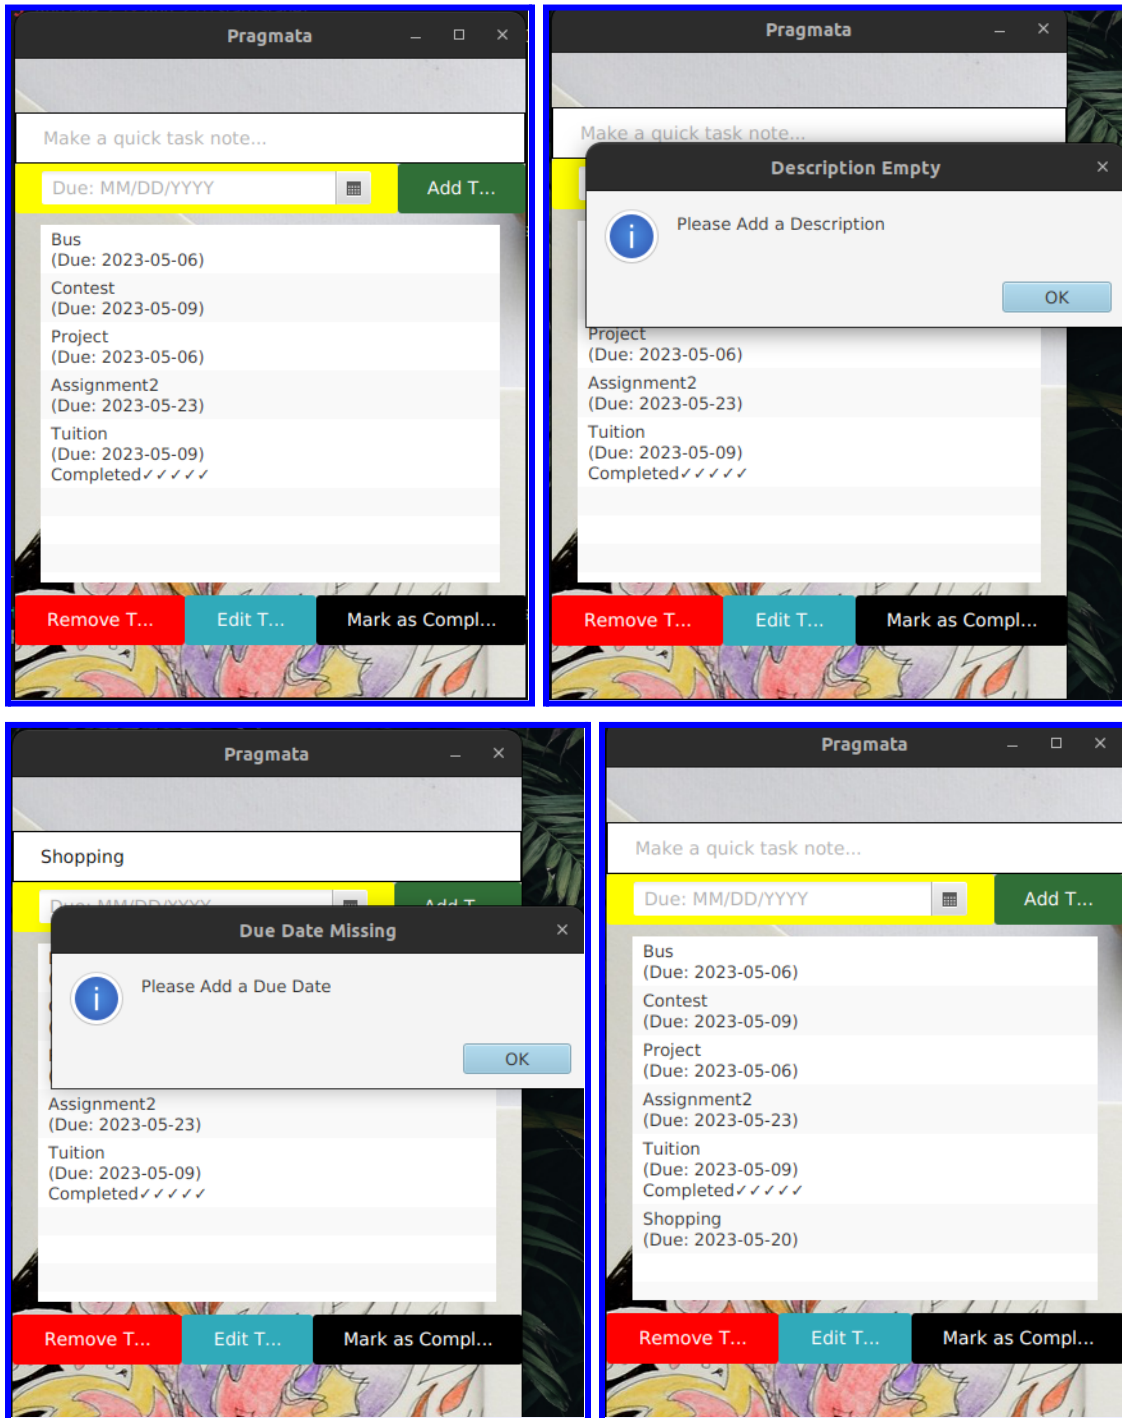 Pragmata
Make a quick task note...
Due: MM/DD/YYYY
Add T...
Bus
(Due: 2023-05-06)
Contest
(Due: 2023-05-09)
Project
(Due: 2023-05-06)
Assignment2
(Due: 2023-05-23)
Tuition
(Due: 2023-05-09)
Completed✓✓✓✓✓
Remove T...
Edit T...
Mark as Compl...
Pragmata
Make a quick task note...
Description Empty
Please Add a Description
OK
Project
(Due: 2023-05-06)
Assignment2
(Due: 2023-05-23)
Tuition
(Due: 2023-05-09)
Completed✓✓✓✓✓
Remove T...
Edit T...
Mark as Compl...
Pragmata
Shopping
Due: MM/DD/YYYY
Add T...
Due Date Missing
Please Add a Due Date
OK
Assignment2
(Due: 2023-05-23)
Tuition
(Due: 2023-05-09)
Completed✓✓✓✓✓
Remove T...
Edit T...
Mark as Compl...
Pragmata
Make a quick task note...
Due: MM/DD/YYYY
Add T...
Bus
(Due: 2023-05-06)
Contest
(Due: 2023-05-09)
Project
(Due: 2023-05-06)
Assignment2
(Due: 2023-05-23)
Tuition
(Due: 2023-05-09)
Completed✓✓✓✓✓
Shopping
(Due: 2023-05-20)
Remove T...
Edit T...
Mark as Compl...